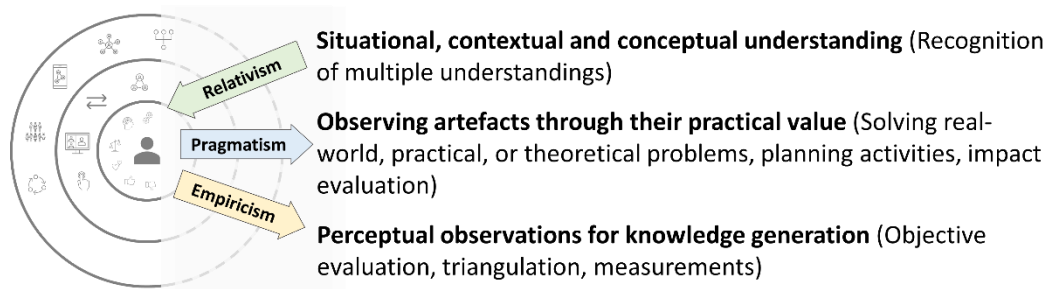 Relativism
Situational, contextual and conceptual understanding (Recognition
of multiple understandings)
Pragmatism
Observing artefacts through their practical value (Solving real-
world, practical, or theoretical problems, planning activities, impact
evaluation)
Empiricism
Perceptual observations for knowledge generation (Objective
evaluation, triangulation, measurements)